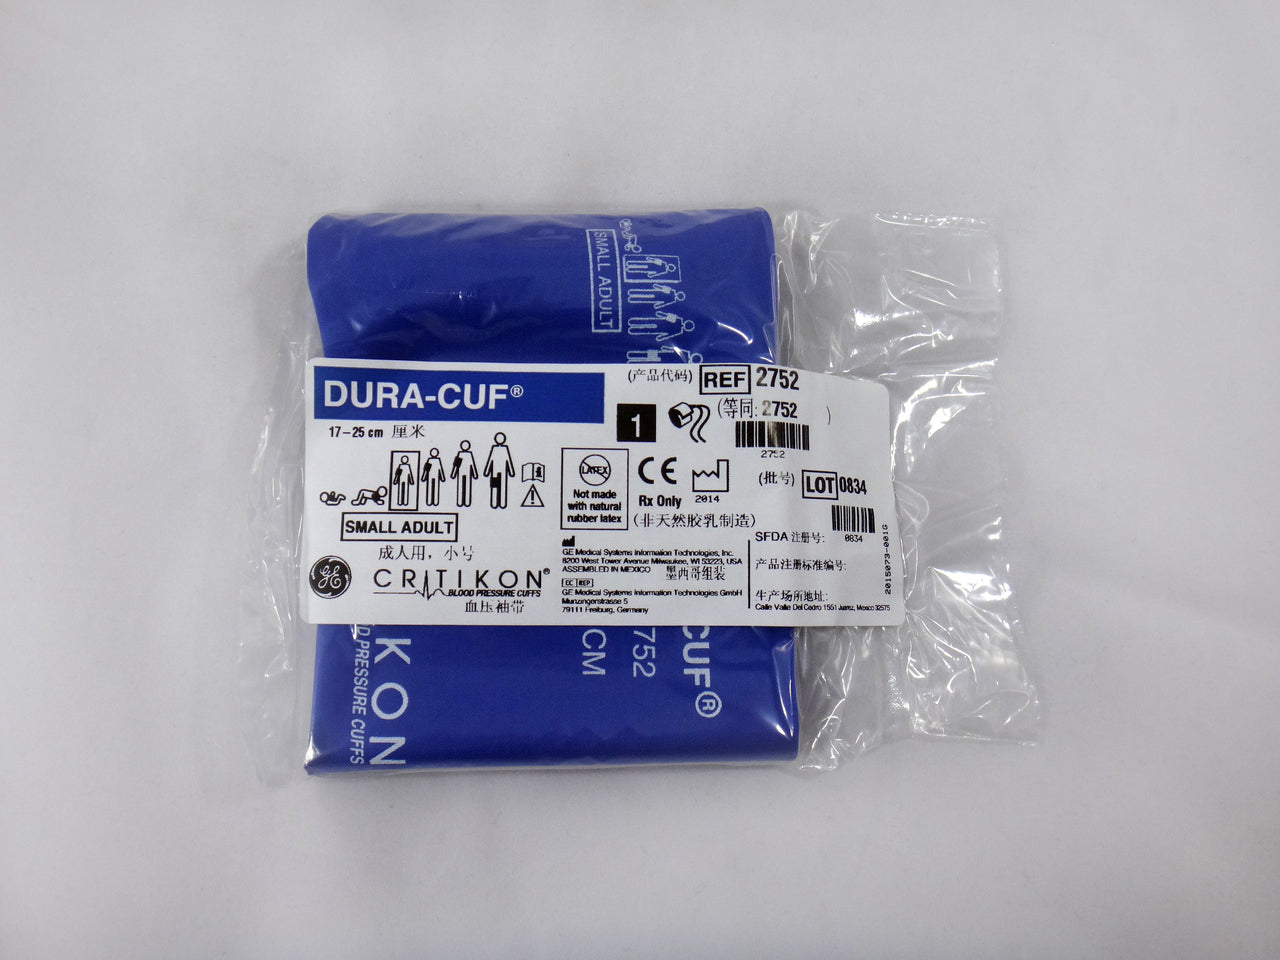 SMALL ADULT
DURA-CUF®
(产品代码) REF 2752
1 (等同: 2752 )
2752
17-25 cm 厘米
LATEX
Not made
with natural
rubber latex
CE
Rx Only
2014
(非天然胶乳制造)
(批号) LOT 0834
0834
SMALL ADULT
成人用, 小号
GE
CRITIKON®
BLOOD PRESSURE CUFFS
血压袖带
GE Medical Systems Information Technologies, Inc.
8200 West Tower Avenue Milwaukee, WI 53223, USA
ASSEMBLED IN MEXICO 墨西哥组装
EC REP
GE Medical Systems Information Technologies GmbH
Munzingerstrasse 5
79111 Freiburg, Germany
SFDA 注册号:
产品注册标准编号:
生产场所地址:
Calle Valle Del Cedro 1551 Juarez, Mexico 32575
2015073-001G
CUF®
752
CM
KON
D PRESSURE CUFFS